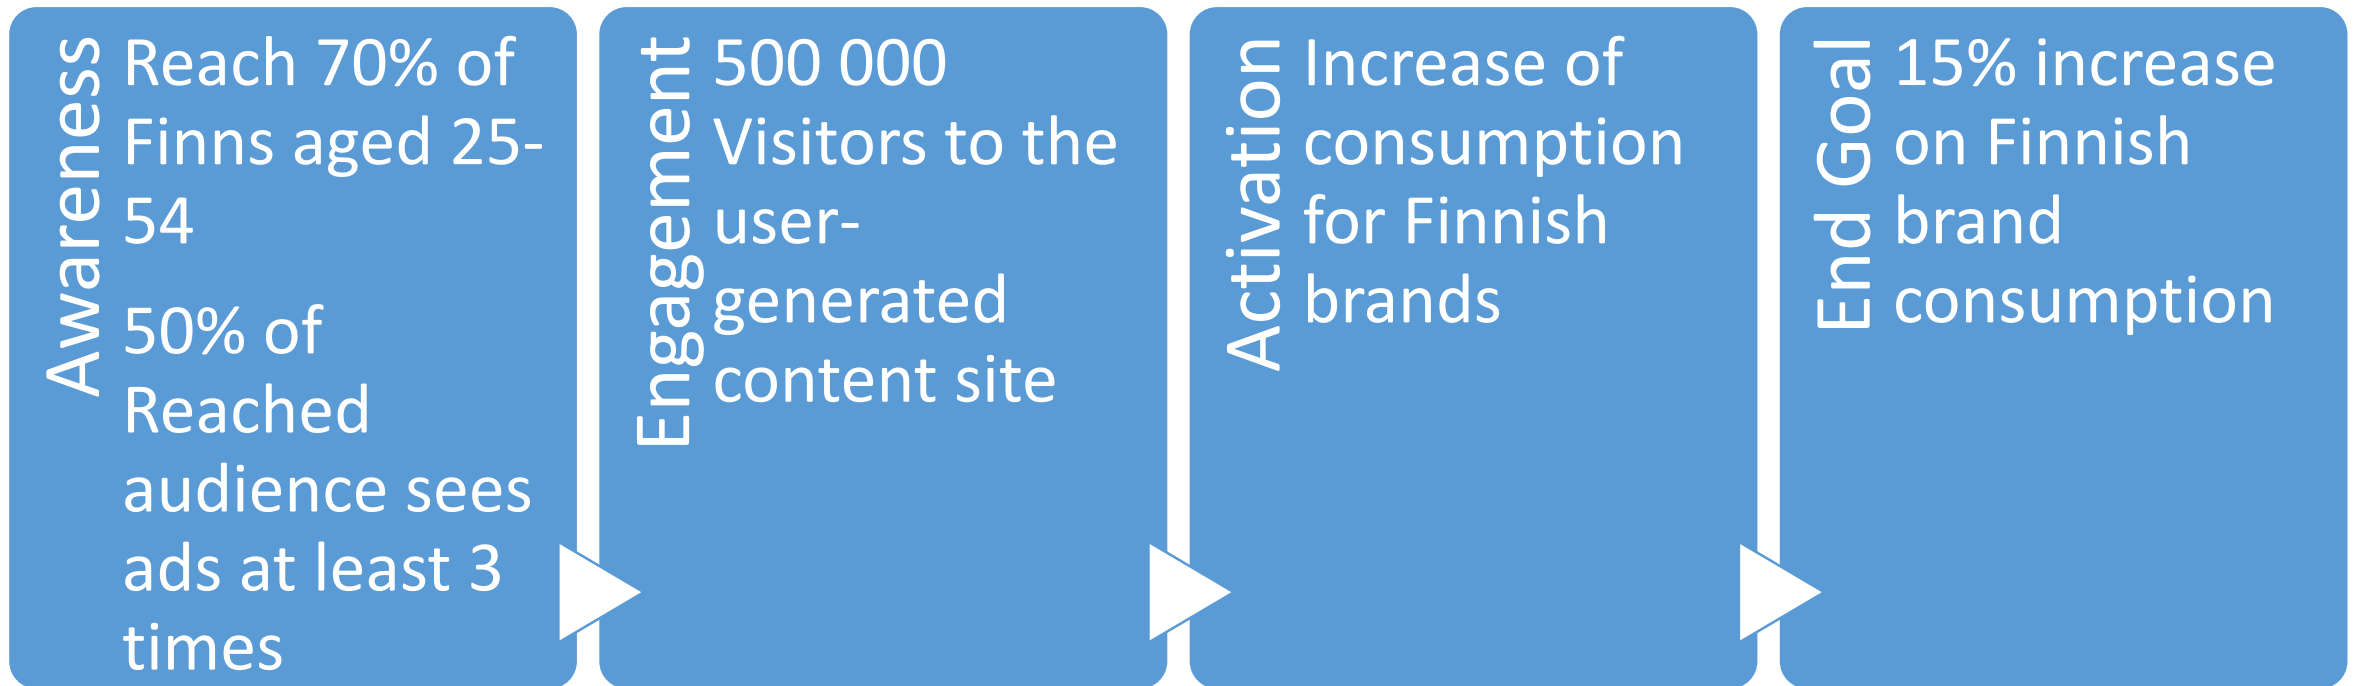 Awareness
Reach 70% of
Finns aged 25-
54
50% of
Reached
audience sees
ads at least 3
times
Engagement
500 000
Visitors to the
user-
generated
content site
Activation
Increase of
consumption
for Finnish
brands
End Goal
15% increase
on Finnish
brand
consumption